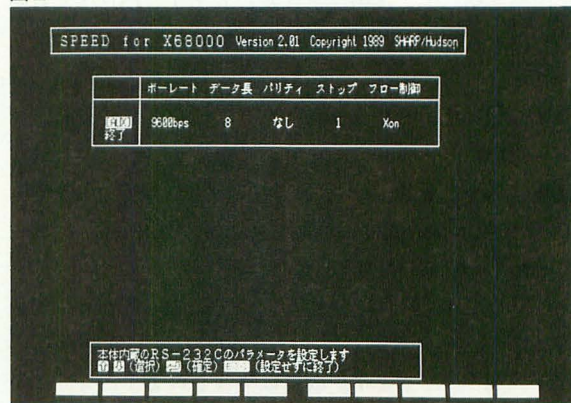 SPEED for X68000 Version 2.01 Copyright 1989 SHARP/Hudson
ボーレート データ長 パリティ ストップ フロー制御
AUX 9600bps 8 なし 1 Xon
終了
本体内蔵のRS-232Cのパラメータを設定します
(選択) (確定) (設定せずに終了)